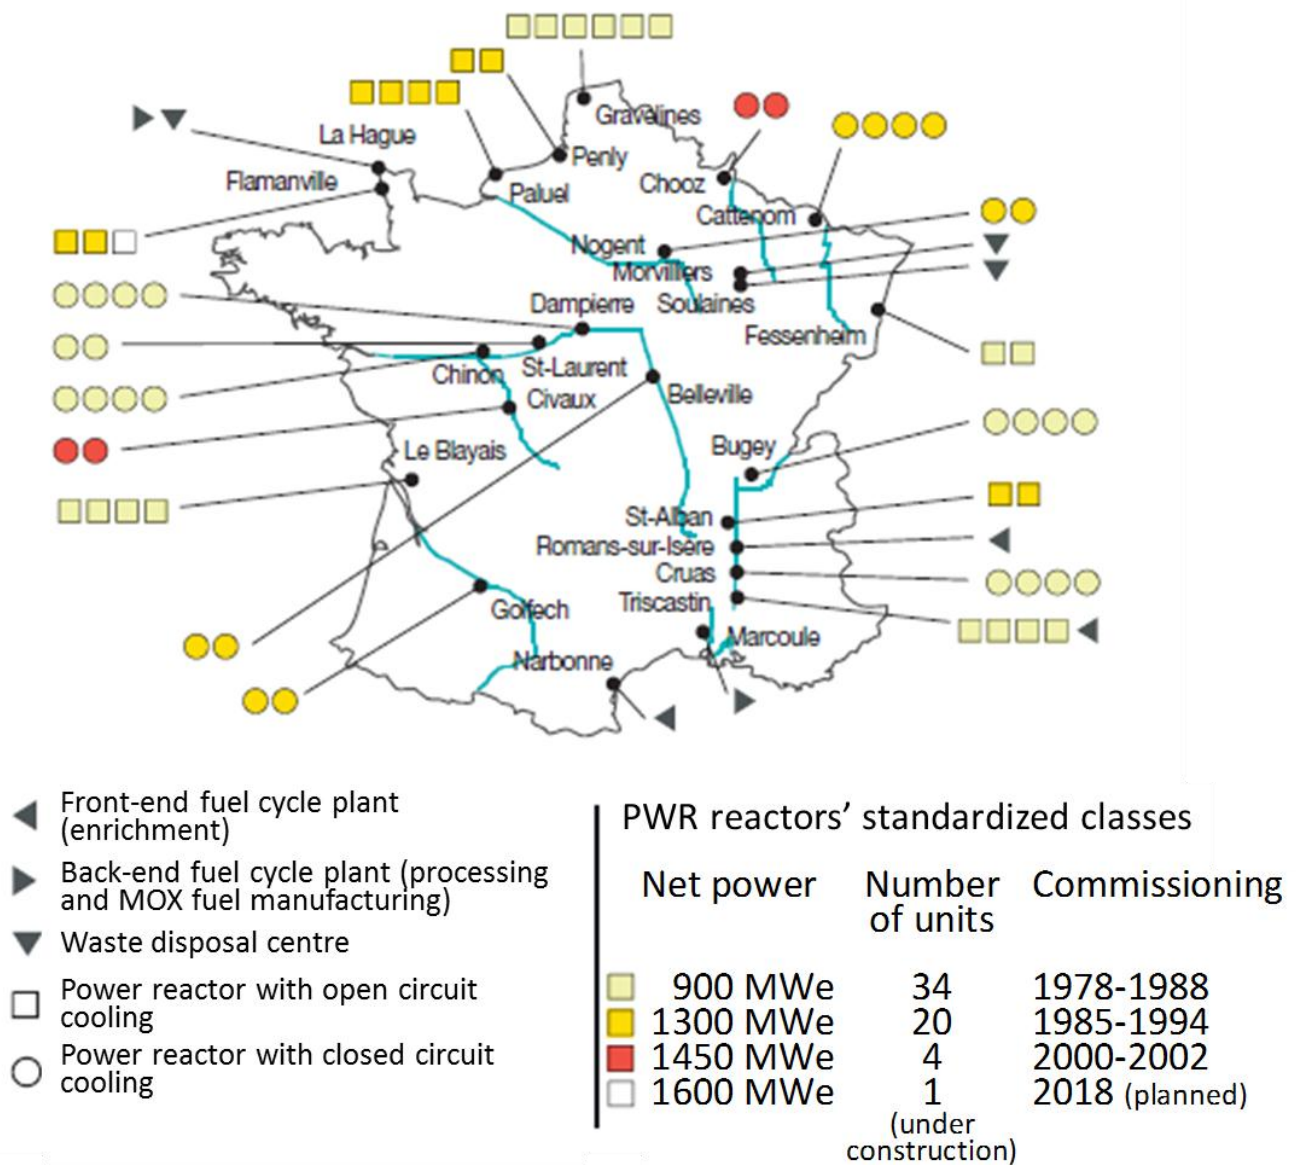 Gravelines
La Hague
Penly
Flamanville
Paluel
Chooz
Cattenom
Nogent
Morvilliers
Dampierre
Soulaines
Fessenheim
Chinon
St-Laurent
Civaux
Belleville
Le Blayais
Bugey
St-Alban
Romans-sur-Isère
Cruas
Triscastin
Golfech
Marcoule
Narbonne
Front-end fuel cycle plant
(enrichment)
Back-end fuel cycle plant (processing
and MOX fuel manufacturing)
Waste disposal centre
Power reactor with open circuit
cooling
Power reactor with closed circuit
cooling
PWR reactors’ standardized classes
Net power Number Commissioning
of units
900 MWe 34 1978-1988
1300 MWe 20 1985-1994
1450 MWe 4 2000-2002
1600 MWe 1 2018 (planned)
(under
construction)